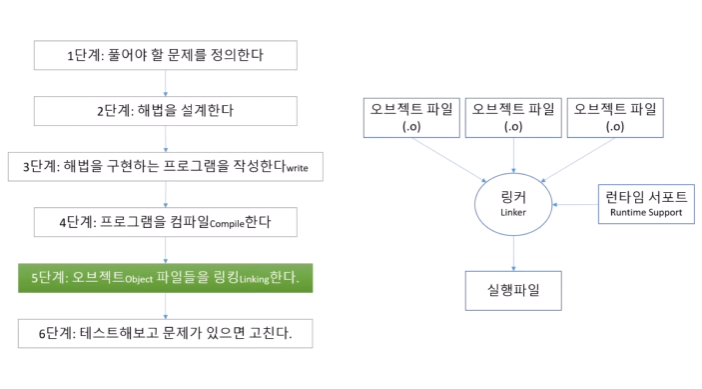 1단계: 풀어야 할 문제를 정의한다
2단계: 해법을 설계한다
3단계: 해법을 구현하는 프로그램을 작성한다write
4단계: 프로그램을 컴파일Compile한다
5단계: 오브젝트Object 파일들을 링킹Linking한다.
6단계: 테스트해보고 문제가 있으면 고친다.
오브젝트 파일
(.o)
오브젝트 파일
(.o)
오브젝트 파일
(.o)
링커
Linker
런타임 서포트
Runtime Support
실행파일